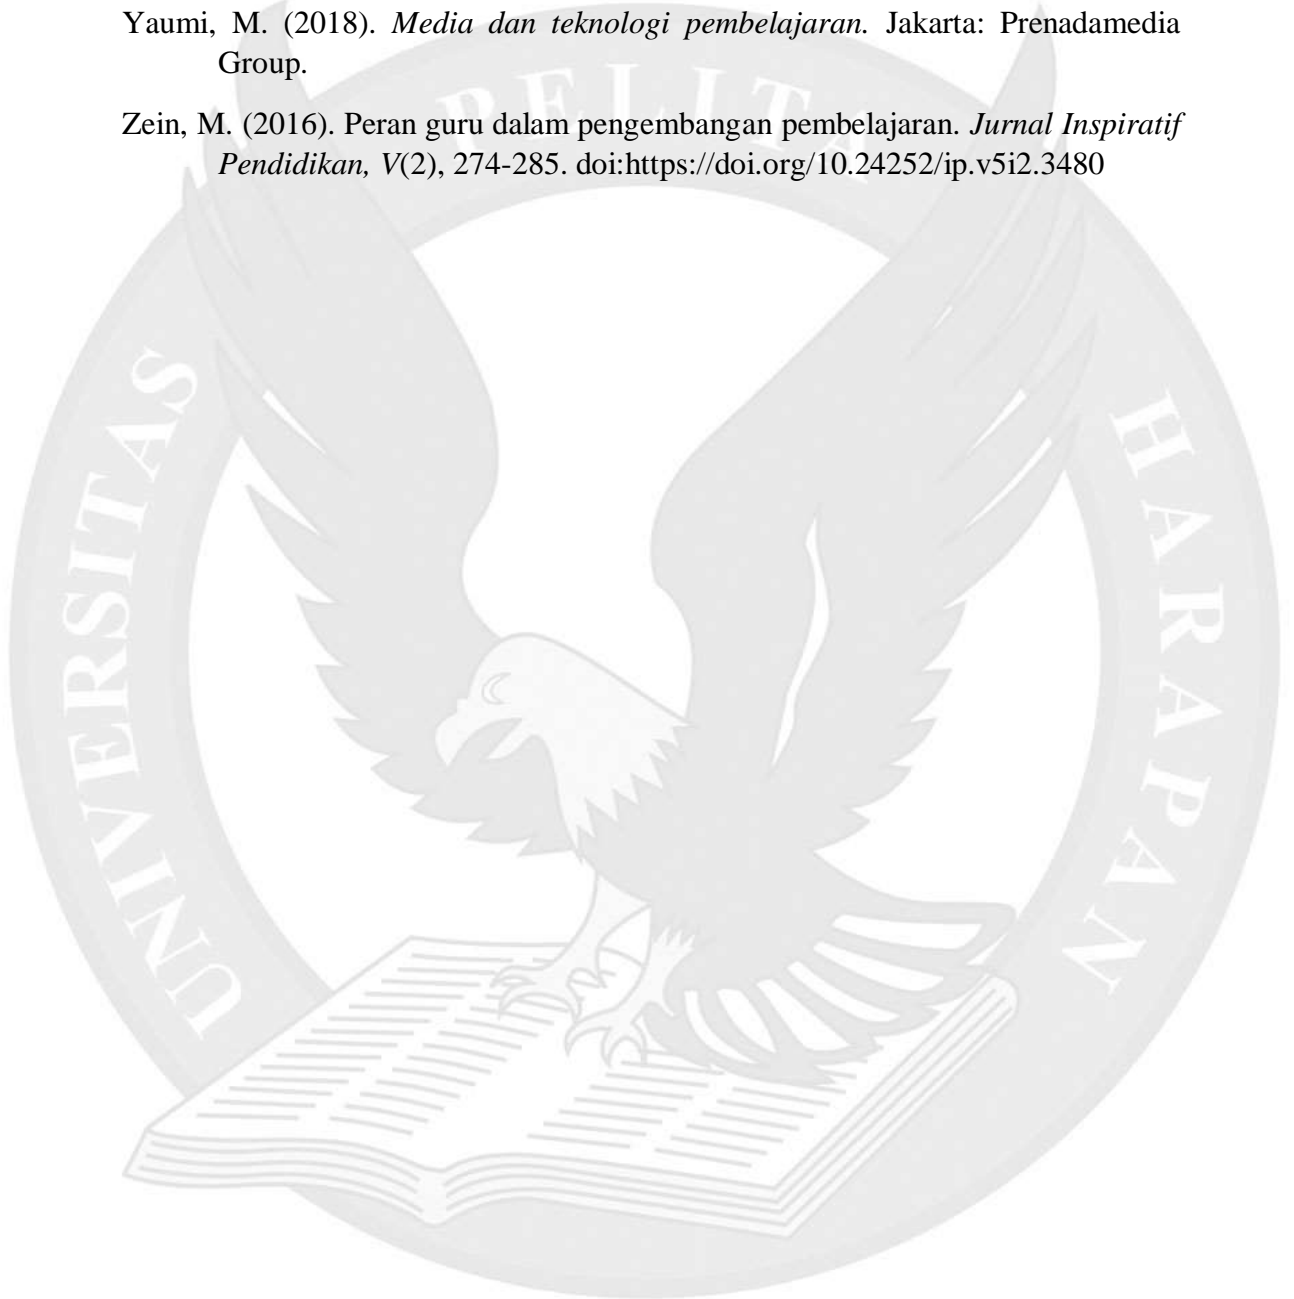 Yaumi, M. (2018). Media dan teknologi pembelajaran. Jakarta: Prenadamedia
Group.
Zein, M. (2016). Peran guru dalam pengembangan pembelajaran. Jurnal Inspiratif
Pendidikan, V(2), 274-285. doi:https://doi.org/10.24252/ip.v5i2.3480
UNIVERSITAS PELITA HARAPAN